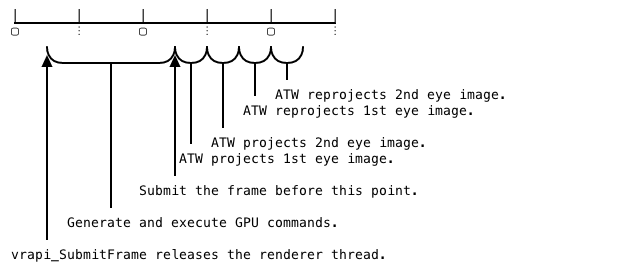 ATW reprojects 2nd eye image.
ATW reprojects 1st eye image.
ATW projects 2nd eye image.
ATW projects 1st eye image.
Submit the frame before this point.
Generate and execute GPU commands.
vrapi_SubmitFrame releases the renderer thread.